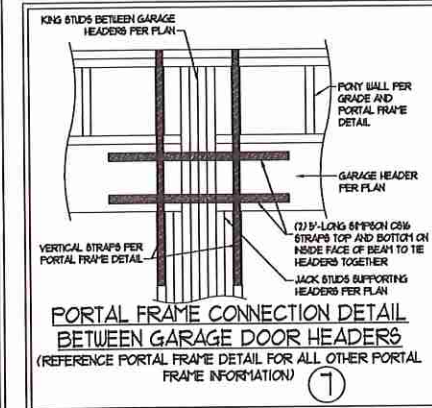 KING STUDS BETWEEN GARAGE
HEADERS PER PLAN
PONY WALL PER
GRADE AND
PORTAL FRAME
DETAIL
GARAGE HEADER
PER PLAN
(2) 5'-LONG SIMPSON CS16
STRAPS TOP AND BOTTOM ON
INSIDE FACE OF BEAM TO TIE
HEADERS TOGETHER
VERTICAL STRAPS PER
PORTAL FRAME DETAIL
JACK STUDS SUPPORTING
HEADERS PER PLAN
PORTAL FRAME CONNECTION DETAIL
BETWEEN GARAGE DOOR HEADERS
(REFERENCE PORTAL FRAME DETAIL FOR ALL OTHER PORTAL
FRAME INFORMATION)
7